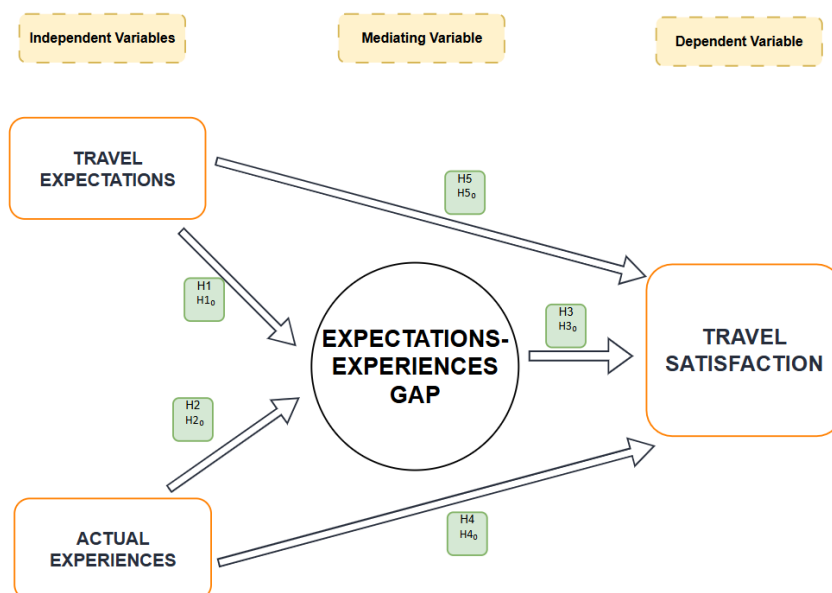 Independent Variables
Mediating Variable
Dependent Variable
TRAVEL
EXPECTATIONS
H5
H5₀
H1
H1₀
EXPECTATIONS-
EXPERIENCES
GAP
H3
H3₀
TRAVEL
SATISFACTION
H2
H2₀
ACTUAL
EXPERIENCES
H4
H4₀